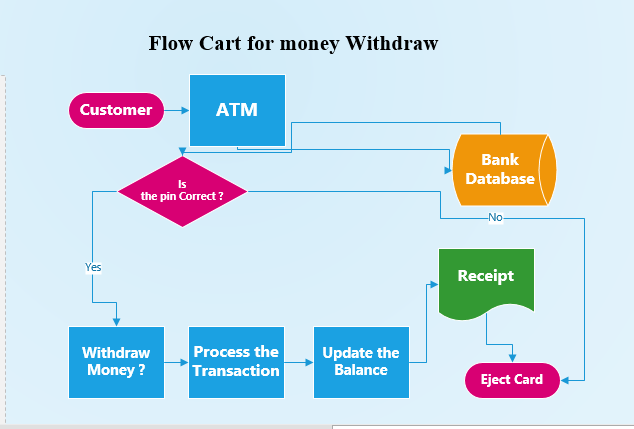 Flow Cart for money Withdraw
Customer
ATM
Bank
Database
Is
the pin Correct ?
No
Yes
Receipt
Withdraw
Money ?
Process the
Transaction
Update the
Balance
Eject Card